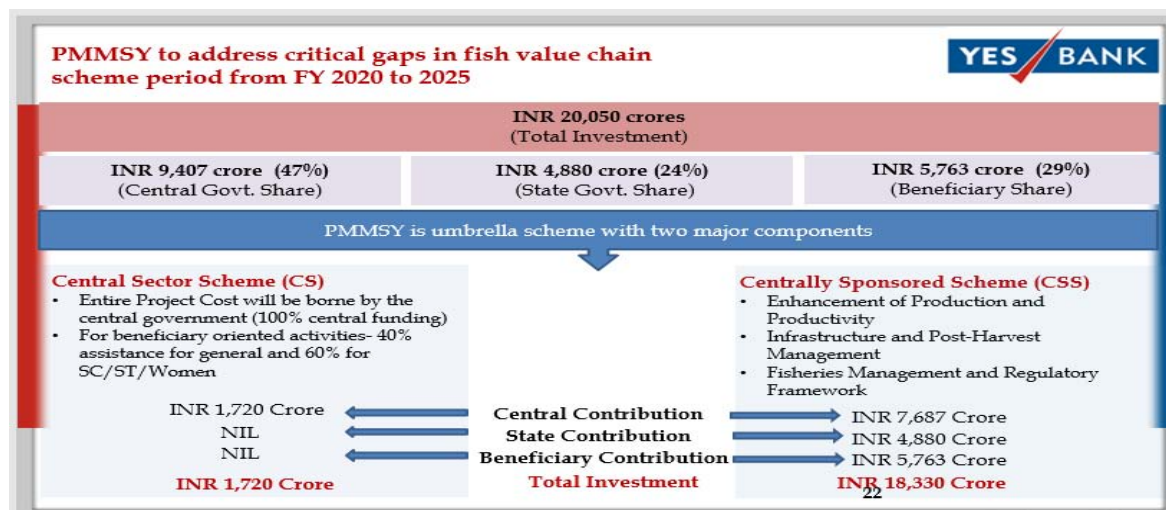 PMMSY to address critical gaps in fish value chain
scheme period from FY 2020 to 2025
YES BANK
INR 20,050 crores
(Total Investment)
INR 9,407 crore (47%)
(Central Govt. Share)
INR 4,880 crore (24%)
(State Govt. Share)
INR 5,763 crore (29%)
(Beneficiary Share)
PMMSY is umbrella scheme with two major components
Central Sector Scheme (CS)
• Entire Project Cost will be borne by the
central government (100% central funding)
• For beneficiary oriented activities- 40%
assistance for general and 60% for
SC/ST/Women
Centrally Sponsored Scheme (CSS)
• Enhancement of Production and
Productivity
• Infrastructure and Post-Harvest
Management
• Fisheries Management and Regulatory
Framework
INR 1,720 Crore Central Contribution INR 7,687 Crore
NIL State Contribution INR 4,880 Crore
NIL Beneficiary Contribution INR 5,763 Crore
INR 1,720 Crore Total Investment INR 18,330 Crore
22